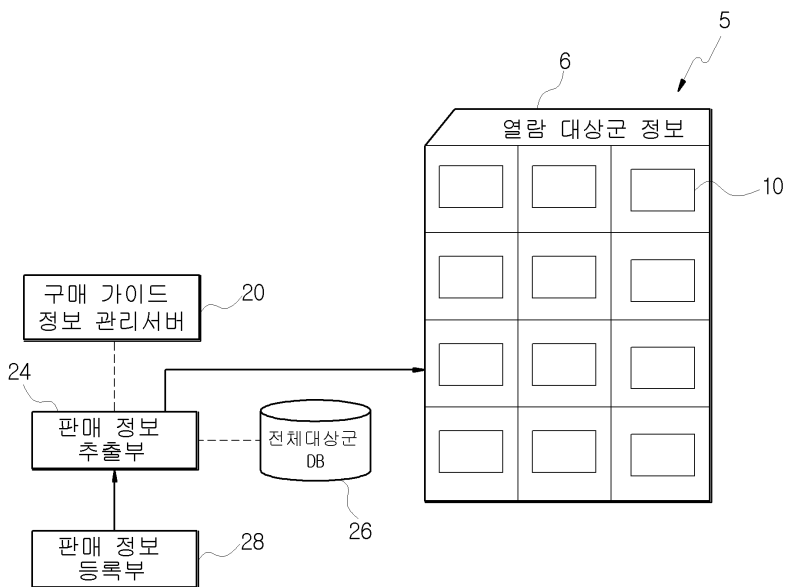 5
6
열람 대상군 정보
10
구매 가이드
정보 관리서버
20
24
판매 정보
추출부
전체대상군
DB
26
판매 정보
등록부
28